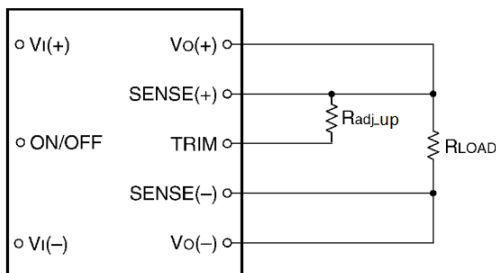 VI(+) VO(+)
SENSE(+)
Radj_up
ON/OFF TRIM
RLOAD
SENSE(–)
VI(–) VO(–)